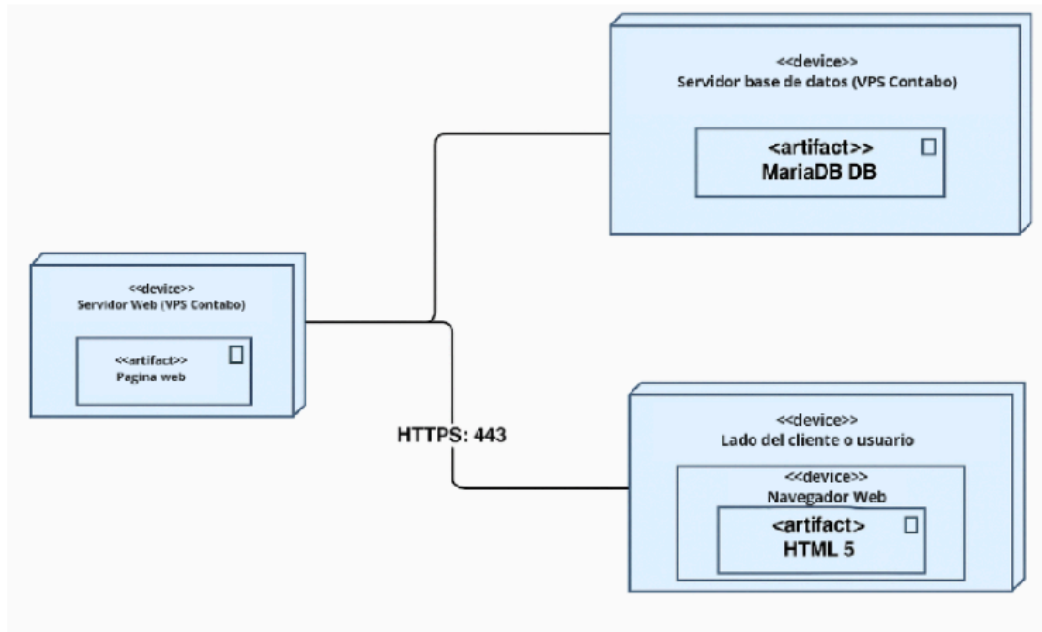 <<device>>
Servidor base de datos (VPS Contabo)
<artifact>>
MariaDB DB
<<device>>
Servidor Web (VPS Contabo)
<<artifact>>
Pagina web
HTTPS: 443
<<device>>
Lado del cliente o usuario
<<device>>
Navegador Web
<artifact>
HTML 5